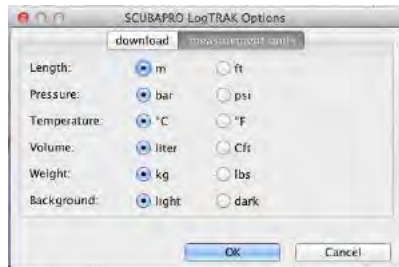 SCUBAPRO LogTRAK Options
download measurement units
Length: m ft
Pressure: bar psi
Temperature: °C °F
Volume: liter Cft
Weight: kg lbs
Background: light dark
OK Cancel